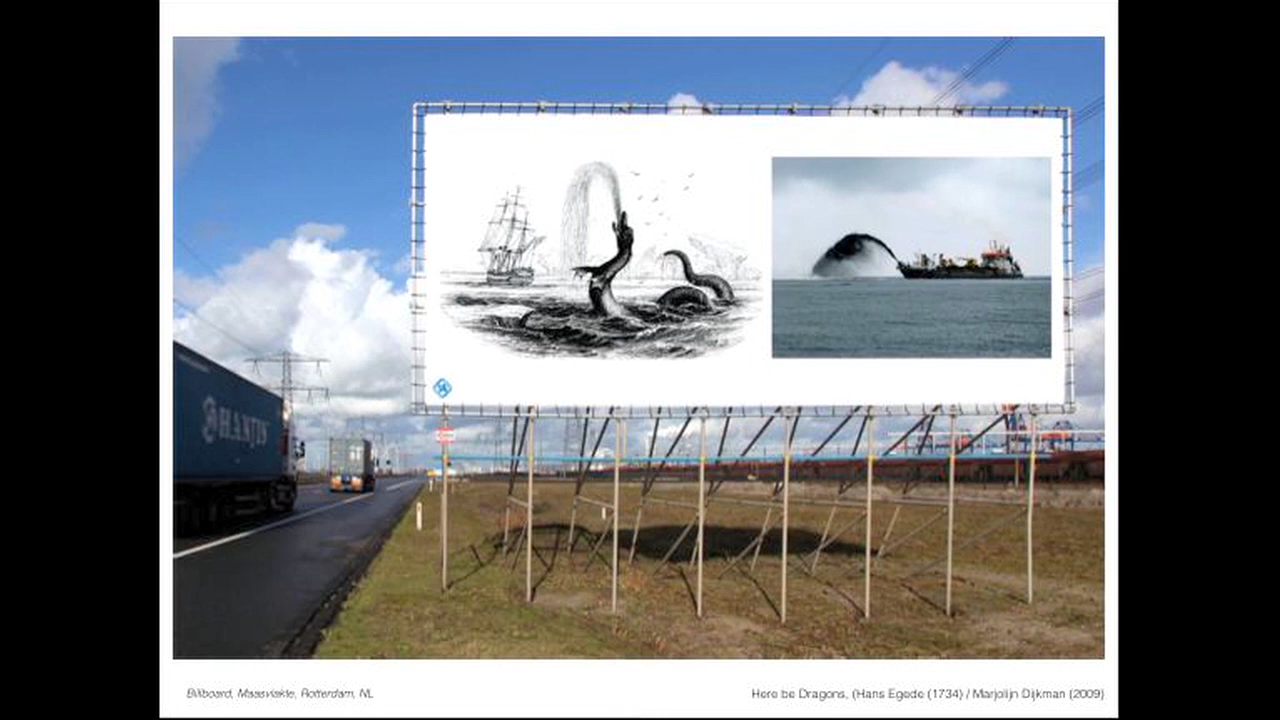 HANJIN
Billboard, Maasvlakte, Rotterdam, NL
Here be Dragons, (Hans Egede (1734) / Marjolijn Dijkman (2009)